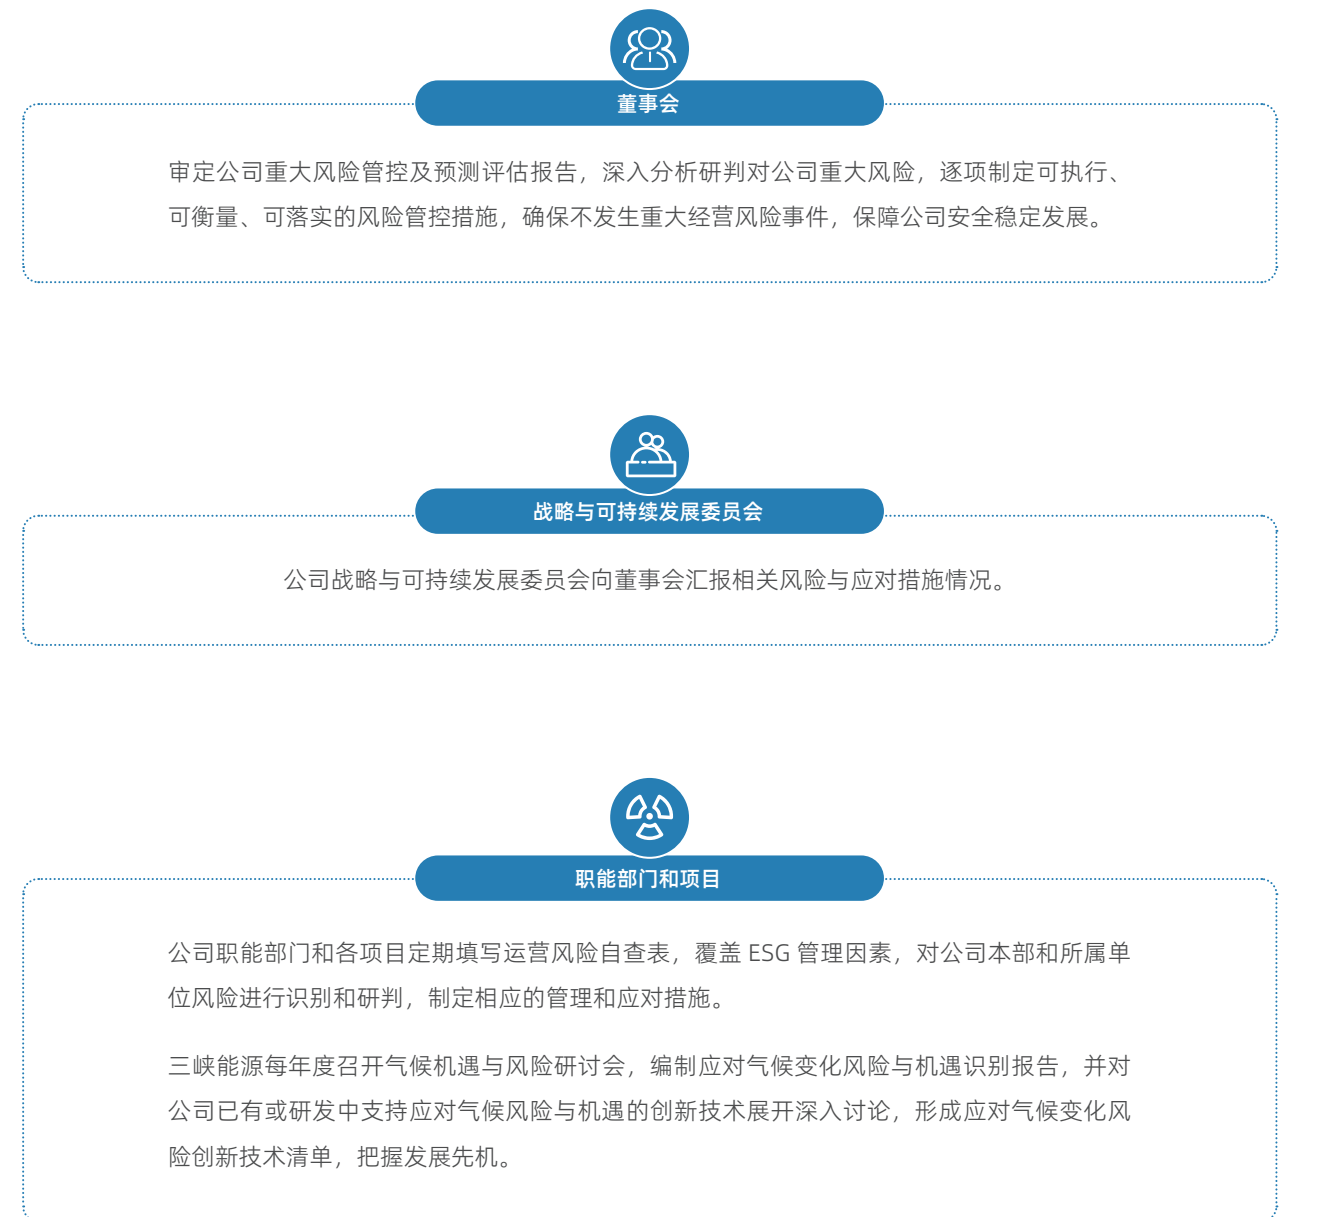 董事会
审定公司重大风险管控及预测评估报告，深入分析研判对公司重大风险，逐项制定可执行、
可衡量、可落实的风险管控措施，确保不发生重大经营风险事件，保障公司安全稳定发展。
战略与可持续发展委员会
公司战略与可持续发展委员会向董事会汇报相关风险与应对措施情况。
职能部门和项目
公司职能部门和各项目定期填写运营风险自查表，覆盖 ESG 管理因素，对公司本部和所属单
位风险进行识别和研判，制定相应的管理和应对措施。
三峡能源每年度召开气候机遇与风险研讨会，编制应对气候变化风险与机遇识别报告，并对
公司已有或研发中支持应对气候风险与机遇的创新技术展开深入讨论，形成应对气候变化风
险创新技术清单，把握发展先机。